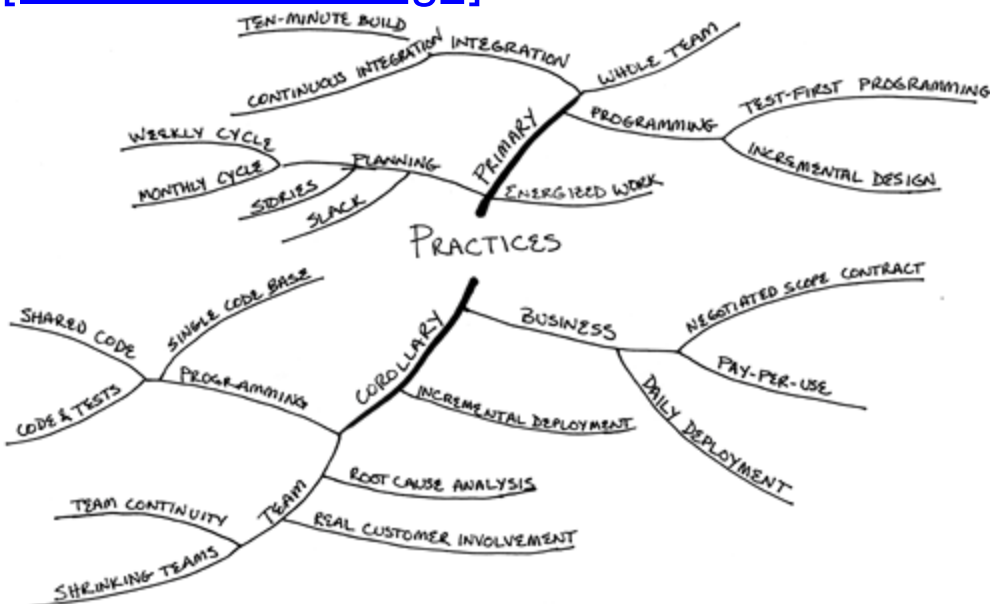 TEN-MINUTE BUILD
CONTINUOUS INTEGRATION
INTEGRATION
WHOLE TEAM
PROGRAMMING
TEST-FIRST PROGRAMMING
INCREMENTAL DESIGN
PRIMARY
WEEKLY CYCLE
MONTHLY CYCLE
PLANNING
STORIES
SLACK
ENERGIZED WORK
PRACTICES
COROLLARY
BUSINESS
NEGOTIATED SCOPE CONTRACT
PAY-PER-USE
DAILY DEPLOYMENT
INCREMENTAL DEPLOYMENT
SHARED CODE
SINGLE CODE BASE
PROGRAMMING
CODE & TESTS
TEAM
ROOT CAUSE ANALYSIS
REAL CUSTOMER INVOLVEMENT
TEAM CONTINUITY
SHRINKING TEAMS